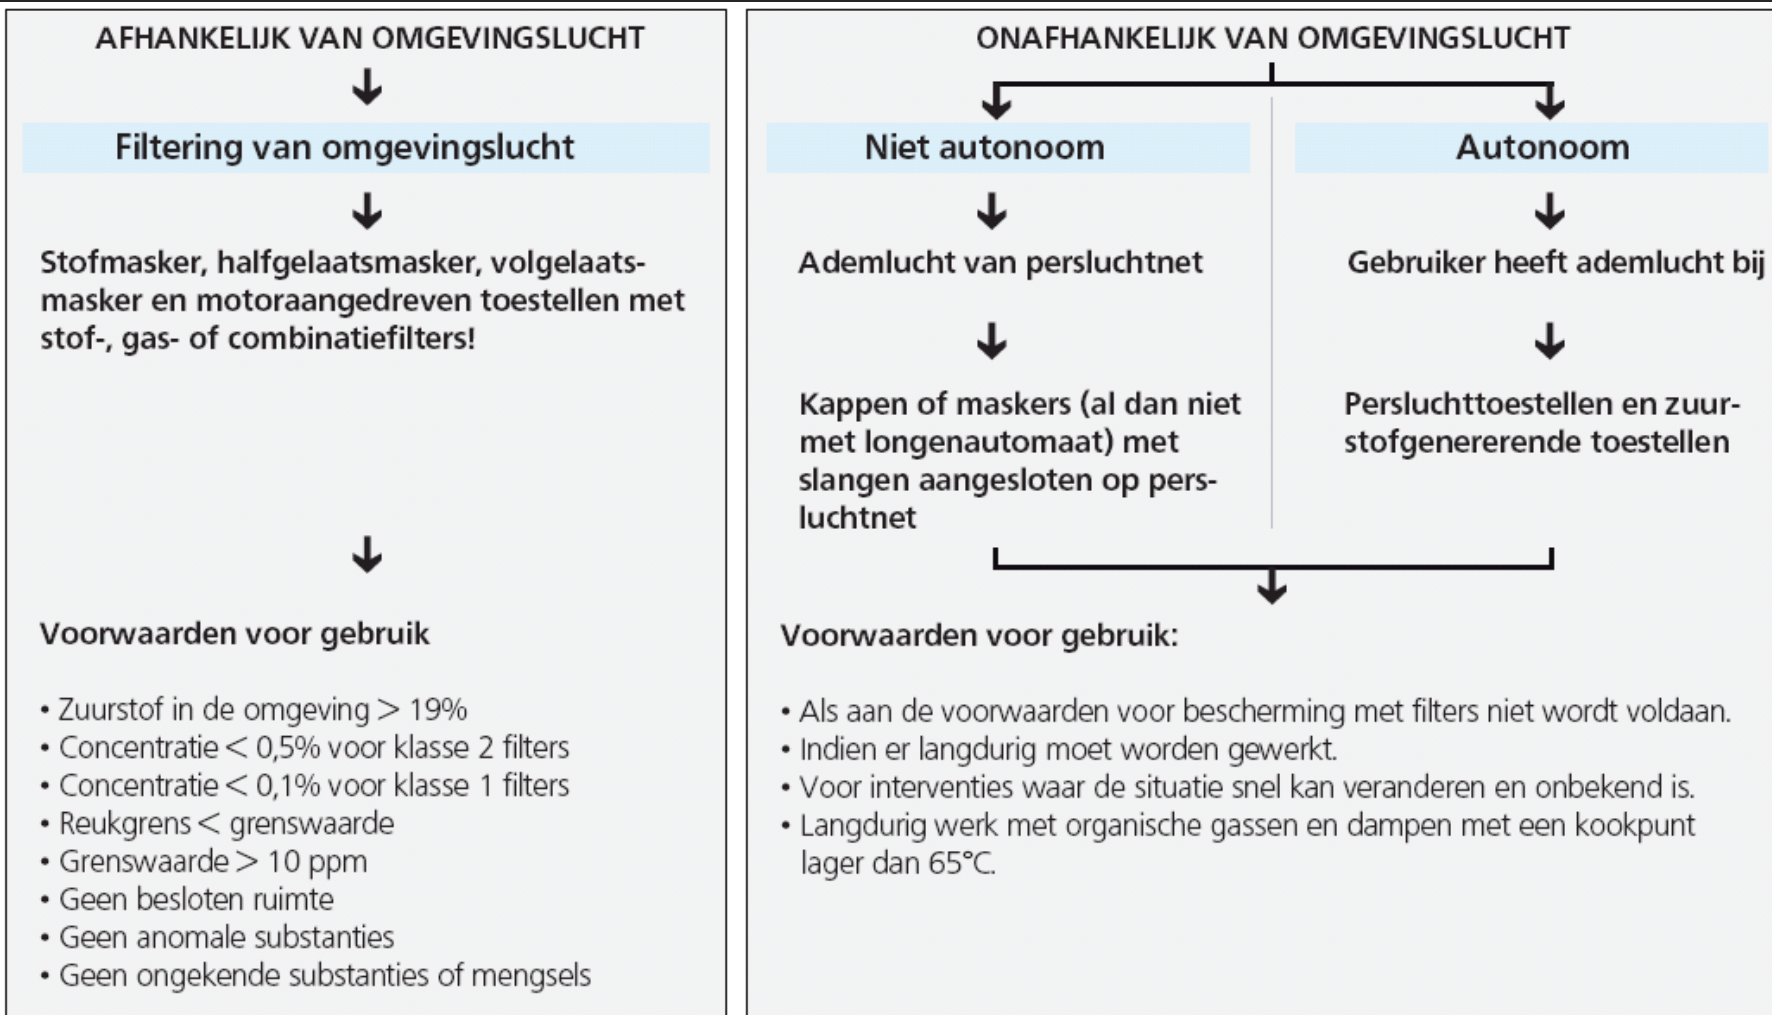 AFHANKELIJK VAN OMGEVINGSLUCHT
Filtering van omgevingslucht
Stofmasker, halfgelaatsmasker, volgelaats-
masker en motoraangedreven toestellen met
stof-, gas- of combinatiefilters!
Voorwaarden voor gebruik
• Zuurstof in de omgeving > 19%
• Concentratie < 0,5% voor klasse 2 filters
• Concentratie < 0,1% voor klasse 1 filters
• Reukgrens < grenswaarde
• Grenswaarde > 10 ppm
• Geen besloten ruimte
• Geen anomale substanties
• Geen ongekende substanties of mengsels
ONAFHANKELIJK VAN OMGEVINGSLUCHT
Niet autonoom
Ademlucht van persluchtnet
Kappen of maskers (al dan niet
met longenautomaat) met
slangen aangesloten op pers-
luchtnet
Autonoom
Gebruiker heeft ademlucht bij
Persluchttoestellen en zuur-
stofgenererende toestellen
Voorwaarden voor gebruik:
• Als aan de voorwaarden voor bescherming met filters niet wordt voldaan.
• Indien er langdurig moet worden gewerkt.
• Voor interventies waar de situatie snel kan veranderen en onbekend is.
• Langdurig werk met organische gassen en dampen met een kookpunt
lager dan 65°C.